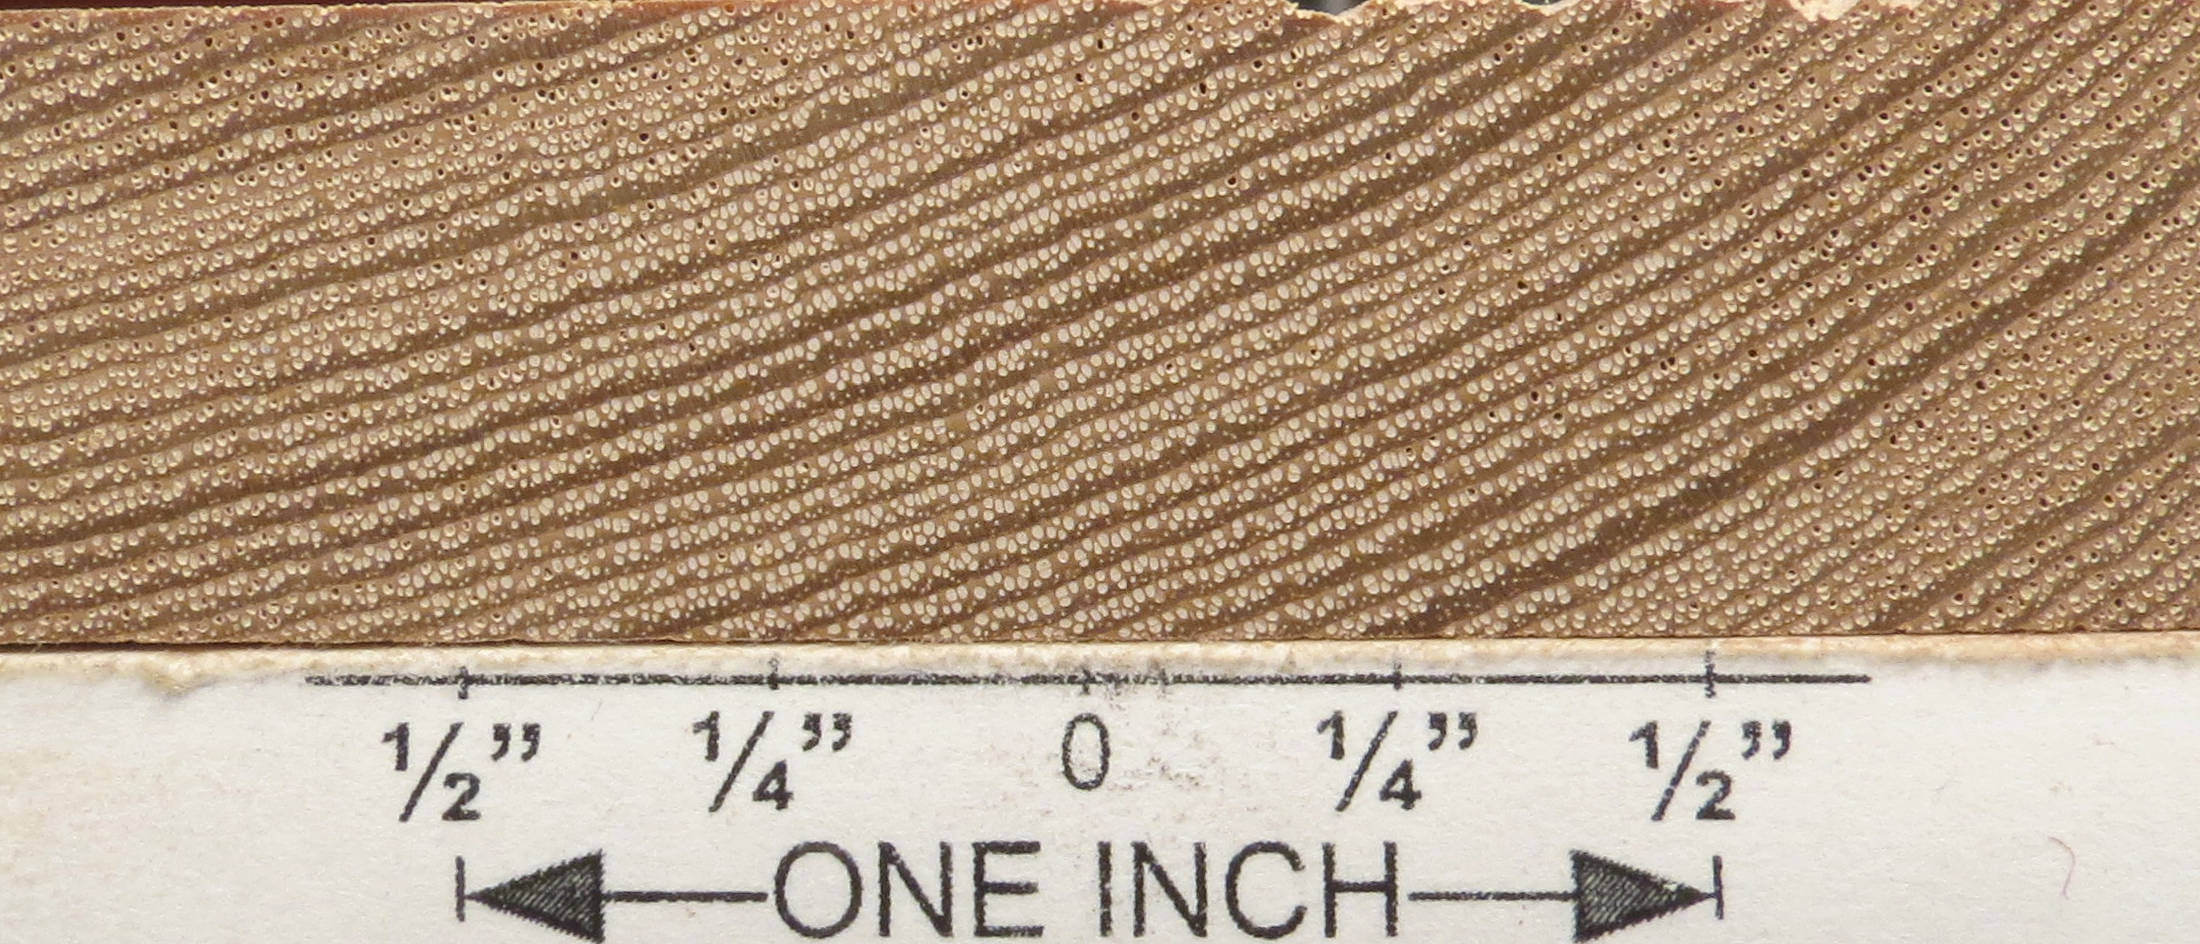 ½” ¼” 0 ¼” ½”
ONE INCH